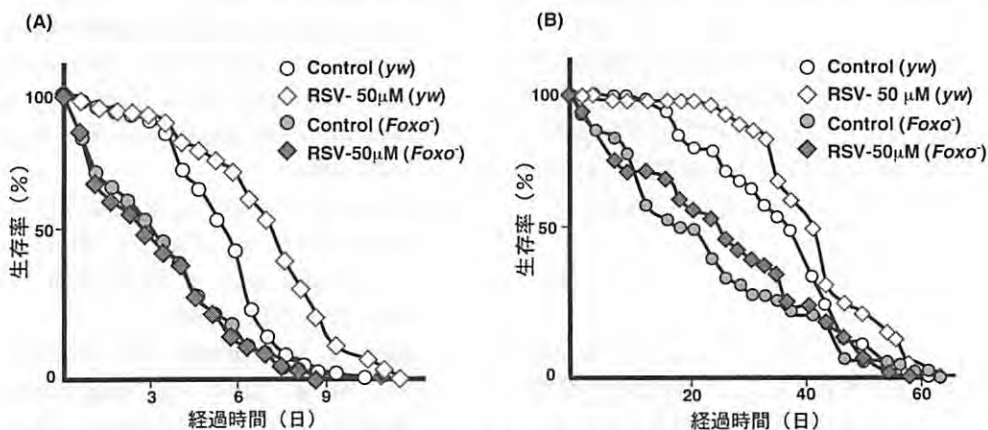 (A)
Control (yw)
RSV- 50μM (yw)
Control (Foxo-)
RSV-50μM (Foxo-)
100
50
0
生存率 (%)
3
6
9
経過時間（日）
(B)
Control (yw)
RSV- 50 μM (yw)
Control (Foxo-)
RSV-50μM (Foxo-)
100
50
0
生存率 (%)
20
40
60
経過時間（日）